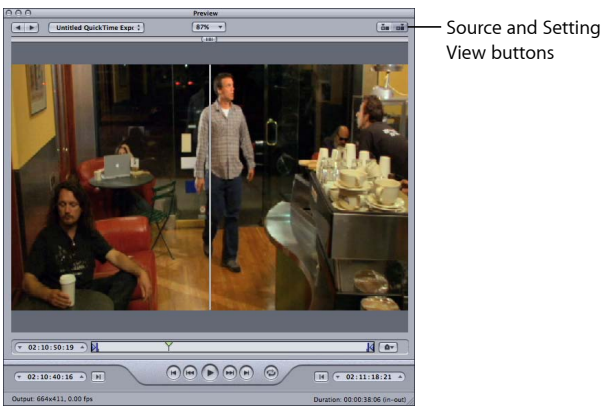 Preview
Untitled QuickTime Expc
87%
Source and Setting
View buttons
02:10:50:19
02:10:40:16
02:11:18:21
Output: 664x411, 0.00 fps
Duration: 00:00:38:06 (in-out)